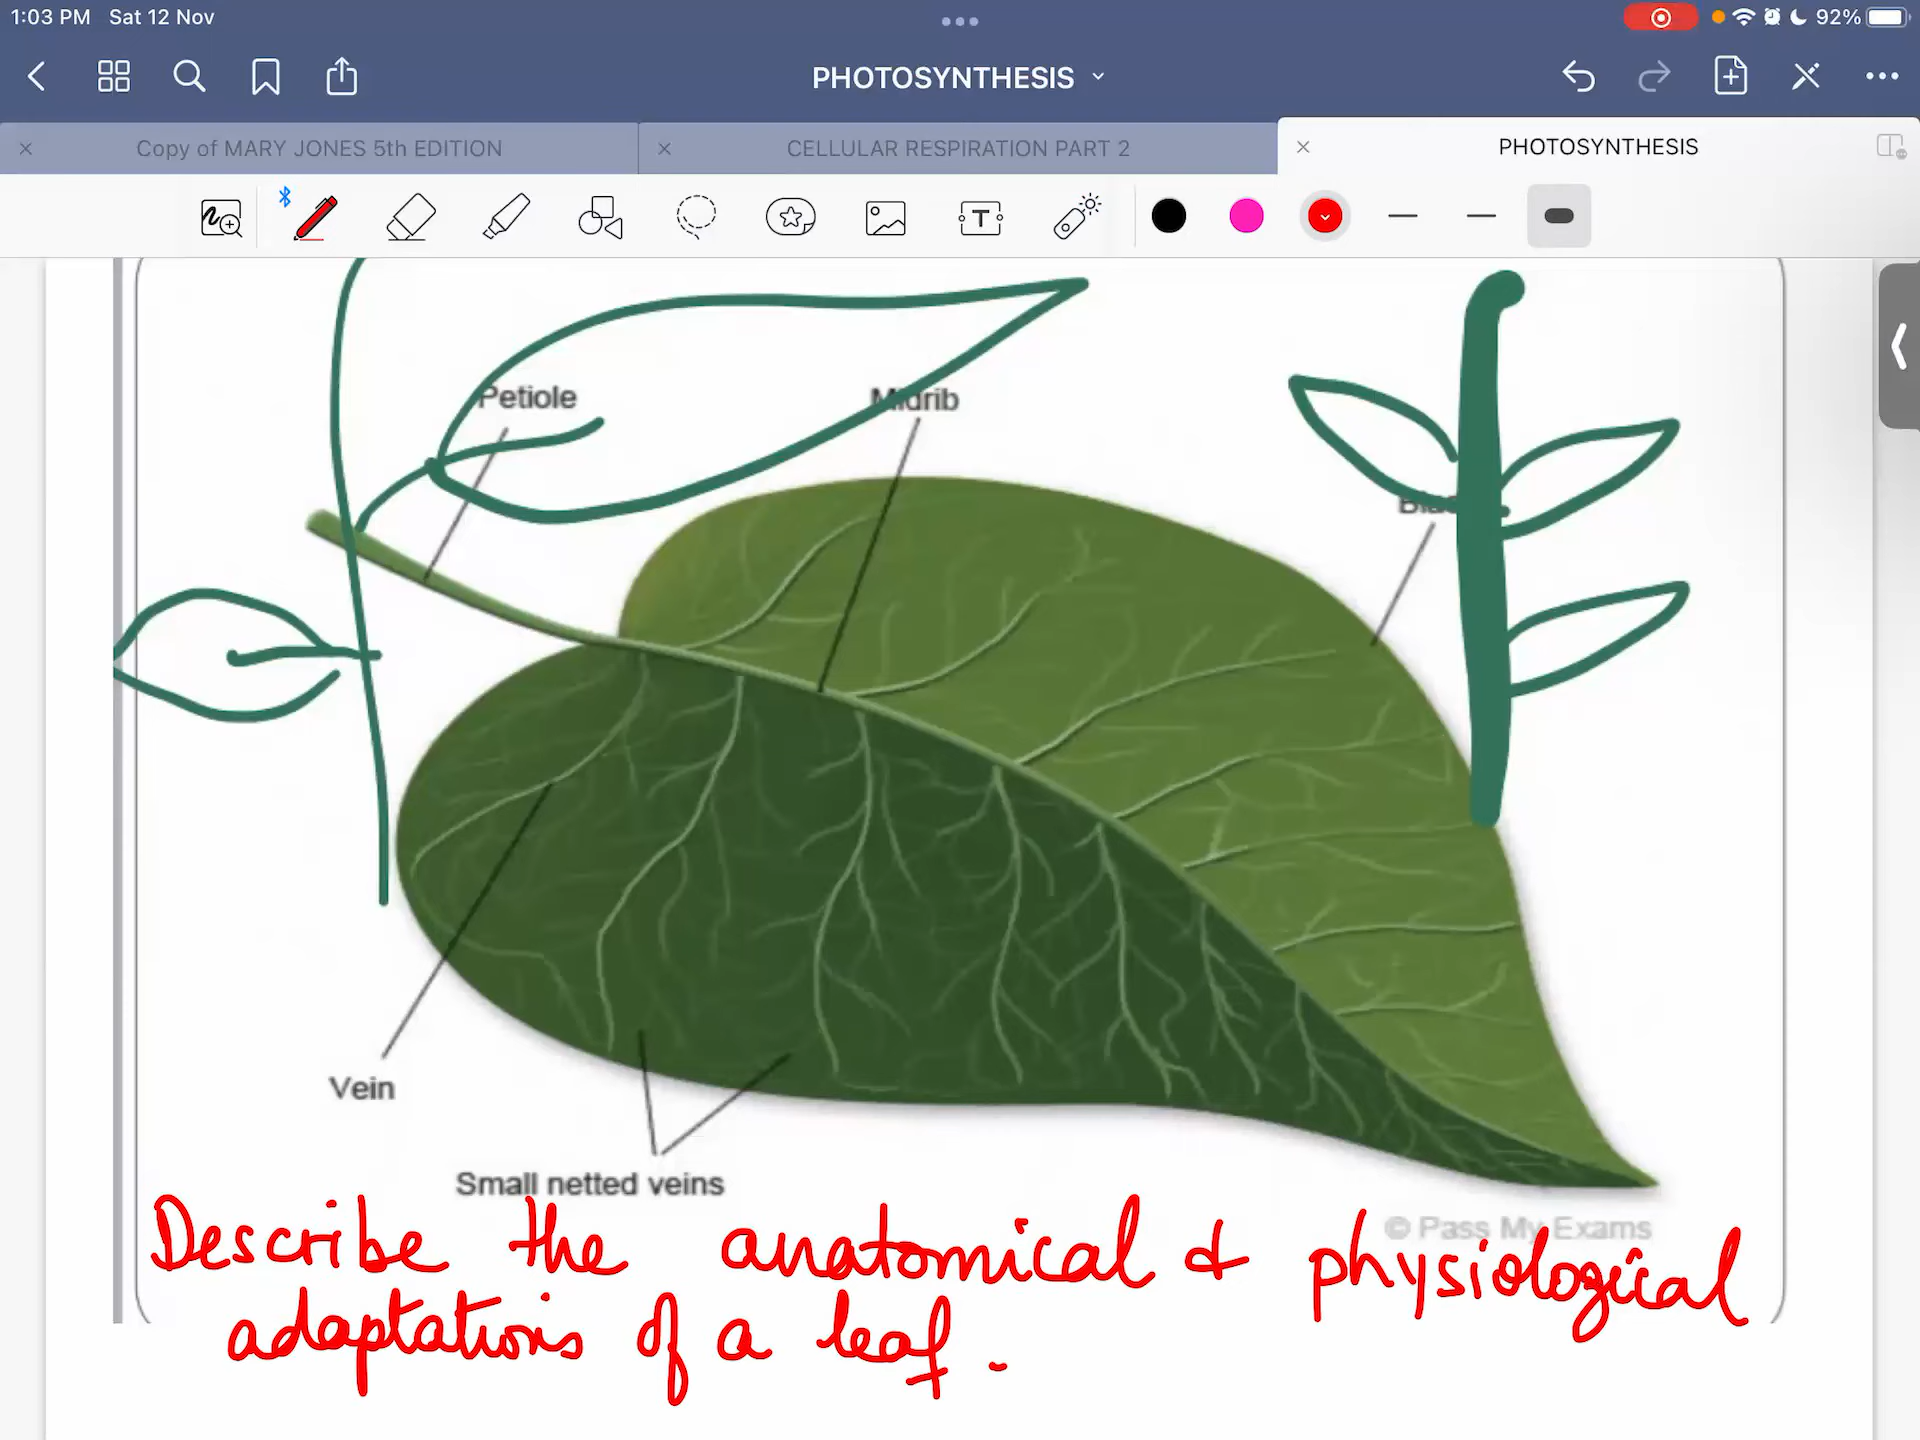 1:03 PM Sat 12 Nov
92%
PHOTOSYNTHESIS
Copy of MARY JONES 5th EDITION
CELLULAR RESPIRATION PART 2
PHOTOSYNTHESIS
T
Petiole
Midrib
Vein
Small netted veins
© Pass My Exams
Describe the anatomical & physiological
adaptations of a leaf.